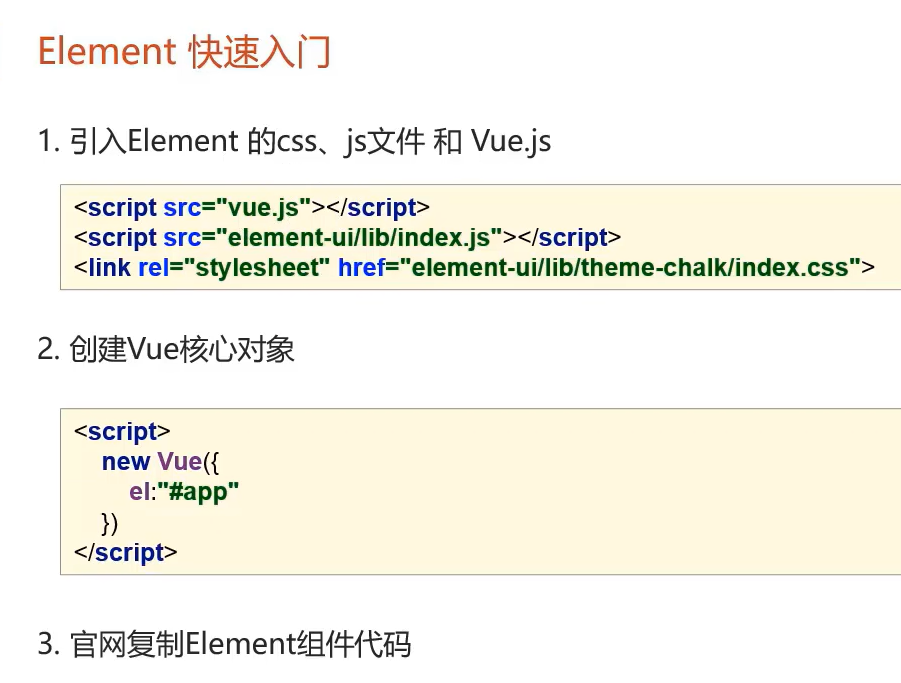 Element 快速入门
1. 引入Element 的css、js文件 和 Vue.js
<script src="vue.js"></script>
<script src="element-ui/lib/index.js"></script>
<link rel="stylesheet" href="element-ui/lib/theme-chalk/index.css">
2. 创建Vue核心对象
<script>
new Vue({
el:"#app"
})
</script>
3. 官网复制Element组件代码